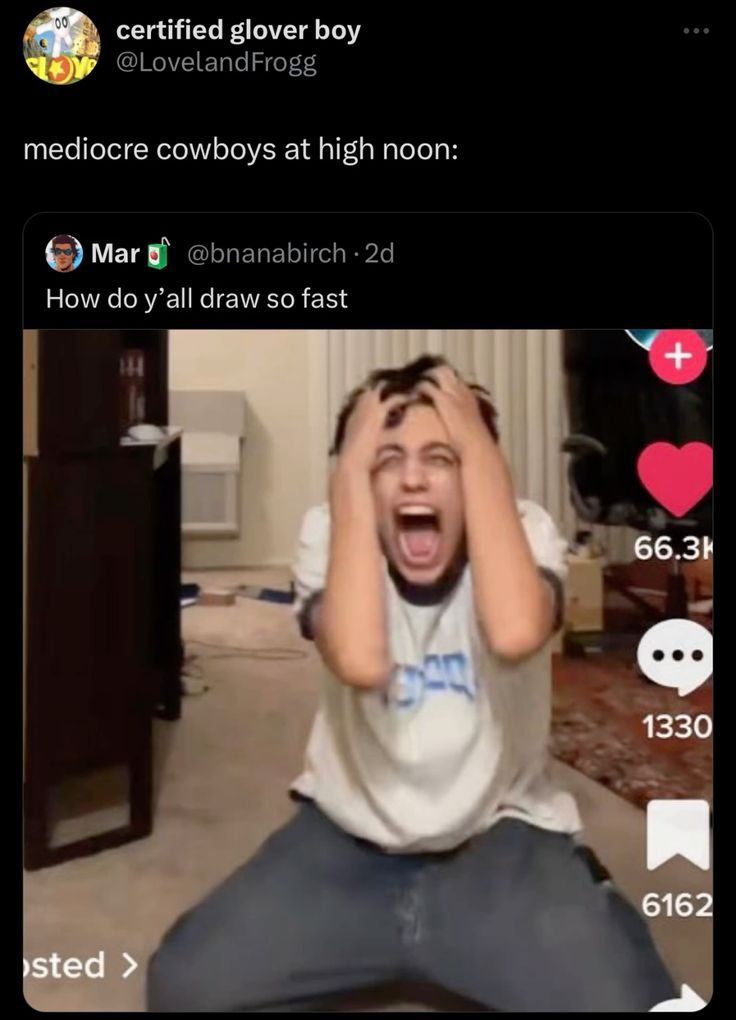 certified glover boy
@LovelandFrogg
mediocre cowboys at high noon:
Mar 🧃 @bnanabirch · 2d
How do y’all draw so fast
66.3K
1330
6162
osted >